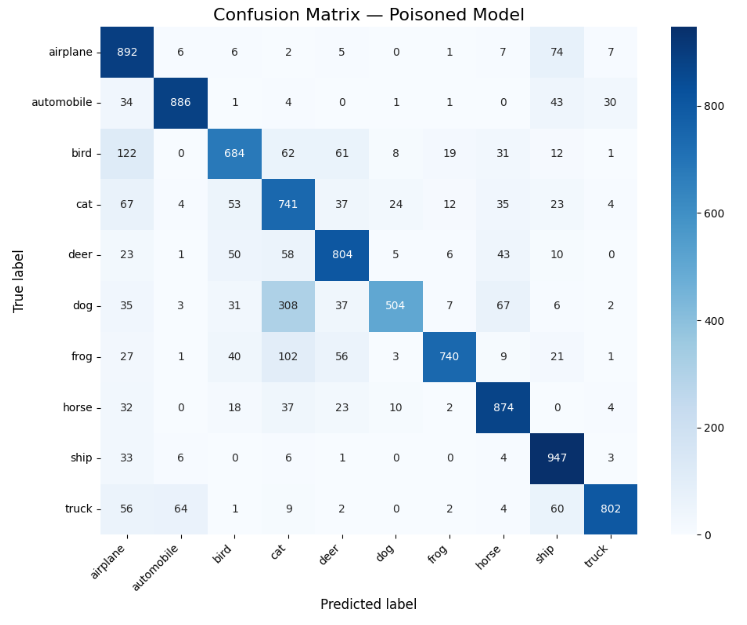 Confusion Matrix — Poisoned Model
airplane 892 6 6 2 5 0 1 7 74 7
automobile 34 886 1 4 0 1 1 0 43 30
bird 122 0 684 62 61 8 19 31 12 1
cat 67 4 53 741 37 24 12 35 23 4
deer 23 1 50 58 804 5 6 43 10 0
dog 35 3 31 308 37 504 7 67 6 2
frog 27 1 40 102 56 3 740 9 21 1
horse 32 0 18 37 23 10 2 874 0 4
ship 33 6 0 6 1 0 0 4 947 3
truck 56 64 1 9 2 0 2 4 60 802
airplane automobile bird cat deer dog frog horse ship truck
Predicted label
True label
800
600
400
200
0